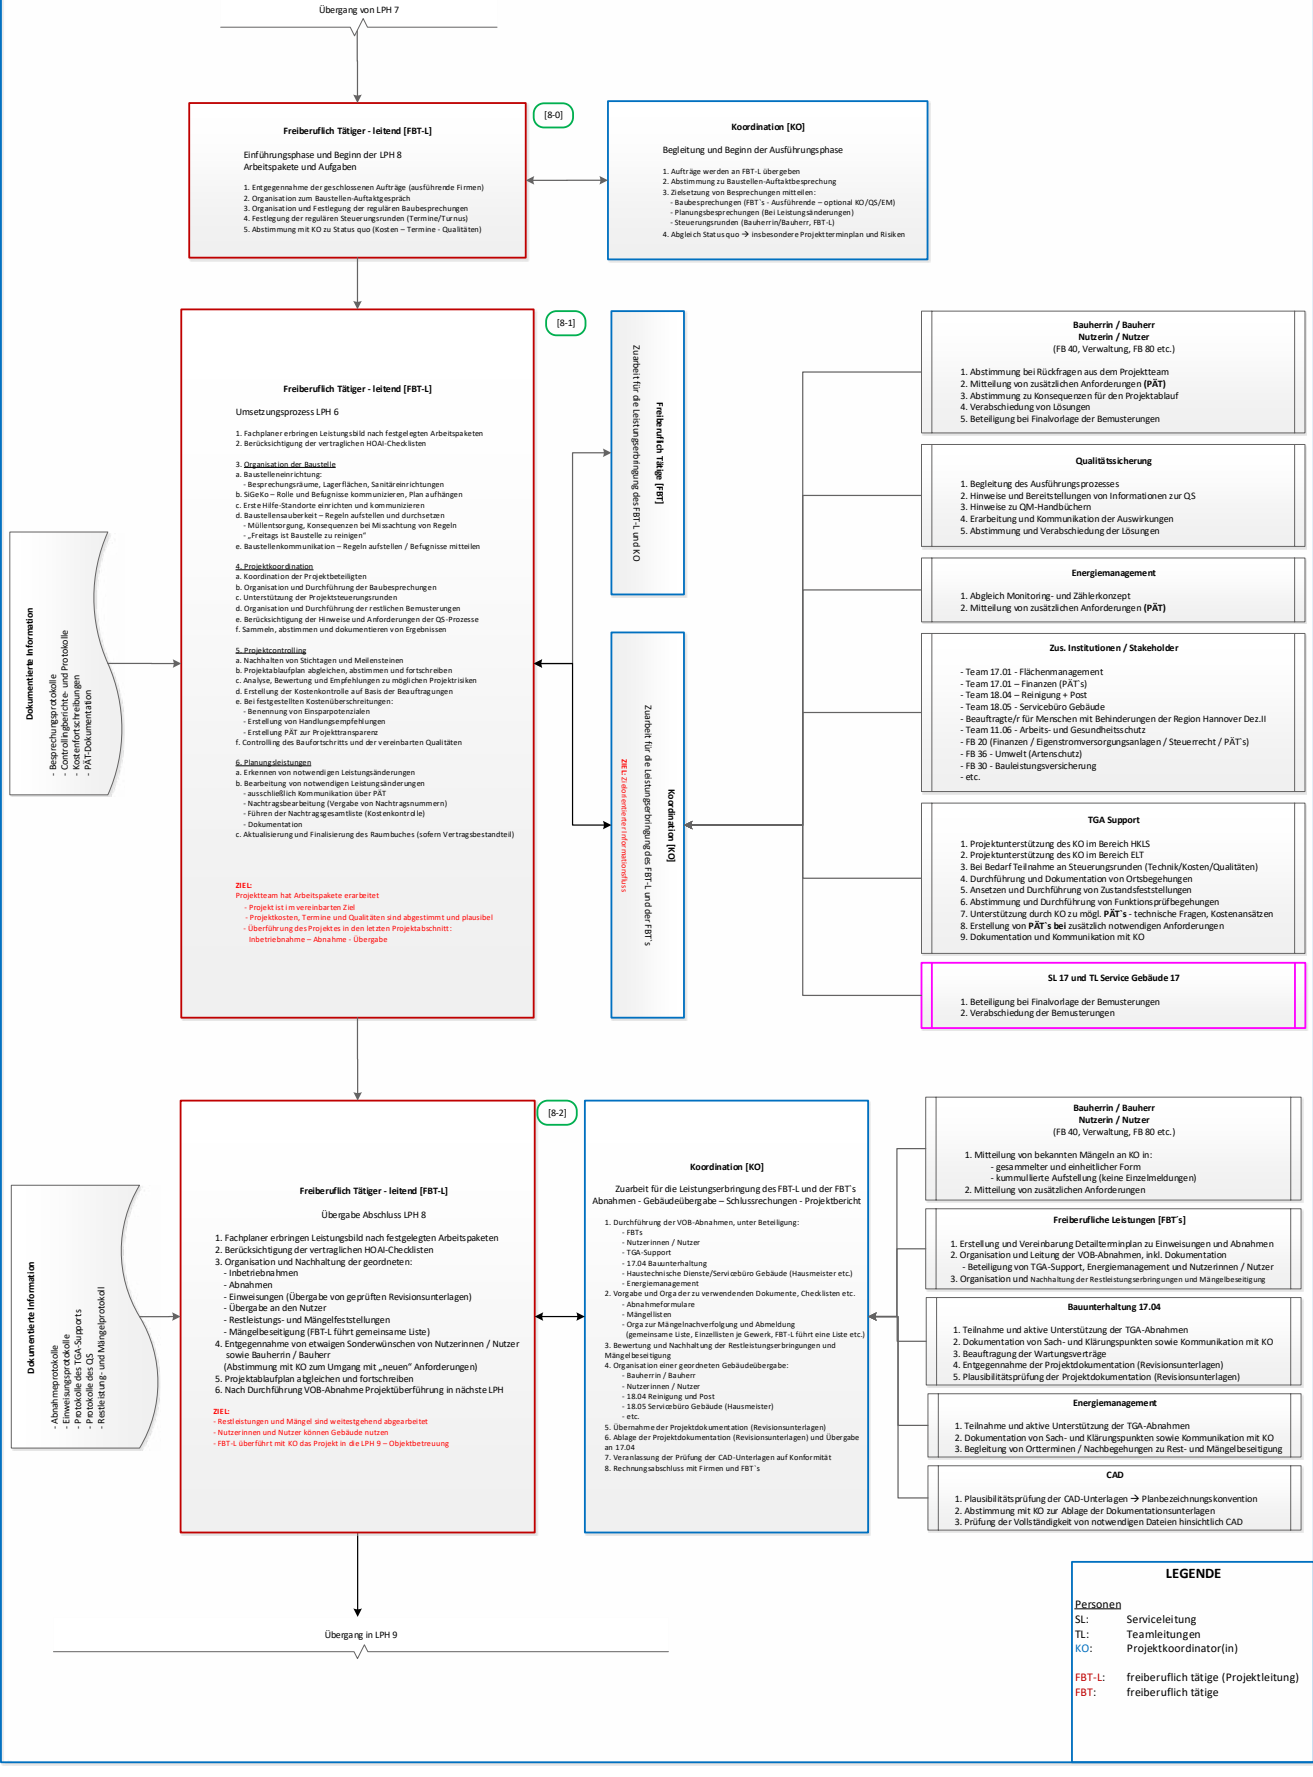 Übergang von LPH 7
[8-0]
Freiberuflich Tätiger - leitend [FBT-L]
Einführungsphase und Beginn der LPH 8
Arbeitspakete und Aufgaben
1. Entgegennahme der geschlossenen Aufträge (ausführende Firmen)
2. Organisation zum Baustellen-Auftaktgespräch
3. Organisation und Festlegung der regulären Baubesprechungen
4. Festlegung der regulären Steuerungsrunden (Termine/Turnus)
5. Abstimmung mit KO zu Status quo (Kosten – Termine - Qualitäten)
Koordination [KO]
Begleitung und Beginn der Ausführungsphase
1. Aufträge werden an FBT-L übergeben
2. Abstimmung zu Baustellen-Auftaktbesprechung
3. Zielsetzung von Besprechungen mitteilen:
- Baubesprechungen (FBT`s - Ausführende – optional KO/QS/EM)
- Planungsbesprechungen (Bei Leistungsänderungen)
- Steuerungsrunden (Bauherrin/Bauherr, FBT-L)
4. Abgleich Status quo → insbesondere Projektterminplan und Risiken
[8-1]
Freiberuflich Tätiger - leitend [FBT-L]
Umsetzungsprozess LPH 6
1. Fachplaner erbringen Leistungsbild nach festgelegten Arbeitspaketen
2. Berücksichtigung der vertraglichen HOAI-Checklisten
3. Organisation der Baustelle
a. Baustelleneinrichtung:
- Besprechungsräume, Lagerflächen, Sanitäreinrichtungen
b. SiGeKo – Rolle und Befugnisse kommunizieren, Plan aufhängen
c. Erste Hilfe-Standorte einrichten und kommunizieren
d. Baustellensauberkeit – Regeln aufstellen und durchsetzen
- Müllentsorgung, Konsequenzen bei Missachtung von Regeln
- „Freitags ist Baustelle zu reinigen“
e. Baustellenkommunikation – Regeln aufstellen / Befugnisse mitteilen
4. Projektkoordination
a. Koordination der Projektbeteiligten
b. Organisation und Durchführung der Baubesprechungen
c. Unterstützung der Projektsteuerungsrunden
d. Organisation und Durchführung der restlichen Bemusterungen
e. Berücksichtigung der Hinweise und Anforderungen der QS-Prozesse
f. Sammeln, abstimmen und dokumentieren von Ergebnissen
5. Projektcontrolling
a. Nachhalten von Stichtagen und Meilensteinen
b. Projektablaufplan abgleichen, abstimmen und fortschreiben
c. Analyse, Bewertung und Empfehlungen zu möglichen Projektrisiken
d. Erstellung der Kostenkontrolle auf Basis der Beauftragungen
e. Bei festgestellten Kostenüberschreitungen:
- Benennung von Einsparpotenzialen
- Erstellung von Handlungsempfehlungen
- Erstellung PÄT zur Projekttransparenz
f. Controlling des Baufortschritts und der vereinbarten Qualitäten
6. Planungsleistungen
a. Erkennen von notwendigen Leistungsänderungen
b. Bearbeitung von notwendigen Leistungsänderungen
- ausschließlich Kommunikation über PÄT
- Nachtragsbearbeitung (Vergabe von Nachtragsnummern)
- Führen der Nachtragsgesamtliste (Kostenkontrolle)
- Dokumentation
c. Aktualisierung und Finalisierung des Raumbuches (sofern Vertragsbestandteil)
ZIEL:
Projektteam hat Arbeitspakete erarbeitet
- Projekt ist im vereinbarten Ziel
- Projektkosten, Termine und Qualitäten sind abgestimmt und plausibel
- Überführung des Projektes in den letzten Projektabschnitt:
Inbetriebnahme – Abnahme - Übergabe
Dokumentierte Information
- Besprechungsprotokolle
- Controllingberichte- und Protokolle
- Kostenfortschreibungen
- PÄT-Dokumentation
Freiberuflich Tätige [FBT]
Zuarbeit für die Leistungserbringung des FBT-L und KO
Koordination [KO]
Zuarbeit für die Leistungserbringung des FBT-L und der FBT`s
ZIEL: Zielorientierter Informationsfluss
Bauherrin / Bauherr
Nutzerin / Nutzer
(FB 40, Verwaltung, FB 80 etc.)
1. Abstimmung bei Rückfragen aus dem Projektteam
2. Mitteilung von zusätzlichen Anforderungen (PÄT)
3. Abstimmung zu Konsequenzen für den Projektablauf
4. Verabschiedung von Lösungen
5. Beteiligung bei Finalvorlage der Bemusterungen
Qualitätssicherung
1. Begleitung des Ausführungsprozesses
2. Hinweise und Bereitstellungen von Informationen zur QS
3. Hinweise zu QM-Handbüchern
4. Erarbeitung und Kommunikation der Auswirkungen
5. Abstimmung und Verabschiedung der Lösungen
Energiemanagement
1. Abgleich Monitoring- und Zählerkonzept
2. Mitteilung von zusätzlichen Anforderungen (PÄT)
Zus. Institutionen / Stakeholder
- Team 17.01 - Flächenmanagement
- Team 17.01 – Finanzen (PÄT`s)
- Team 18.04 – Reinigung + Post
- Team 18.05 - Servicebüro Gebäude
- Beauftragte/r für Menschen mit Behinderungen der Region Hannover Dez.II
- Team 11.06 – Arbeits- und Gesundheitsschutz
- FB 20 (Finanzen / Eigenstromversorgungsanlagen / Steuerrecht / PÄT`s)
- FB 36 - Umwelt (Artenschutz)
- FB 30 - Bauleistungsversicherung
- etc.
TGA Support
1. Projektunterstützung des KO im Bereich HKLS
2. Projektunterstützung des KO im Bereich ELT
3. Bei Bedarf Teilnahme an Steuerungsrunden (Technik/Kosten/Qualitäten)
4. Durchführung und Dokumentation von Ortsbegehungen
5. Ansetzen und Durchführung von Zustandsfeststellungen
6. Abstimmung und Durchführung von Funktionsprüfbegehungen
7. Unterstützung durch KO zu mögl. PÄT`s - technische Fragen, Kostenansätzen
8. Erstellung von PÄT`s bei zusätzlich notwendigen Anforderungen
9. Dokumentation und Kommunikation mit KO
SL 17 und TL Service Gebäude 17
1. Beteiligung bei Finalvorlage der Bemusterungen
2. Verabschiedung der Bemusterungen
[8-2]
Freiberuflich Tätiger - leitend [FBT-L]
Übergabe Abschluss LPH 8
1. Fachplaner erbringen Leistungsbild nach festgelegten Arbeitspaketen
2. Berücksichtigung der vertraglichen HOAI-Checklisten
3. Organisation und Nachhaltung der geordneten:
- Inbetriebnahmen
- Abnahmen
- Einweisungen (Übergabe von geprüften Revisionsunterlagen)
- Übergabe an den Nutzer
- Restleistungs- und Mängelfeststellungen
- Mängelbeseitigung (FBT-L führt gemeinsame Liste)
4. Entgegennahme von etwaigen Sonderwünschen von Nutzerinnen / Nutzer
sowie Bauherrin / Bauherr
(Abstimmung mit KO zum Umgang mit „neuen“ Anforderungen)
5. Projektablaufplan abgleichen und fortschreiben
6. Nach Durchführung VOB-Abnahme Projektüberführung in nächste LPH
ZIEL:
- Restleistungen und Mängel sind weitestgehend abgearbeitet
- Nutzerinnen und Nutzer können Gebäude nutzen
- FBT-L überführt mit KO das Projekt in die LPH 9 – Objektbetreuung
Dokumentierte Information
- Abnahmeprotokolle
- Einweisungsprotokolle
- Protokolle des TGA-Supports
- Protokolle des QS
- Restleistung- und Mängelprotokoll
Koordination [KO]
Zuarbeit für die Leistungserbringung des FBT-L und der FBT`s
Abnahmen - Gebäudeübergabe – Schlussrechnungen - Projektbericht
1. Durchführung der VOB-Abnahmen, unter Beteiligung:
- FBTs
- Nutzerinnen / Nutzer
- TGA-Support
- 17.04 Bauunterhaltung
- Haustechnische Dienste/Servicebüro Gebäude (Hausmeister etc.)
- Energiemanagement
2. Vorgabe und Orga der zu verwendenden Dokumente, Checklisten etc.
- Abnahmeformulare
- Mängellisten
- Orga zur Mängelnachverfolgung und Abmeldung
(gemeinsame Liste, Einzellisten je Gewerk, FBT-L führt eine Liste etc.)
3. Bewertung und Nachhaltung der Restleistungserbringungen und
Mängelbeseitigung
4. Organisation einer geordneten Gebäudeübergabe:
- Bauherrin / Bauherr
- Nutzerinnen / Nutzer
- 18.04 Reinigung und Post
- 18.05 Servicebüro Gebäude (Hausmeister)
- etc.
5. Übernahme der Projektdokumentation (Revisionsunterlagen)
6. Ablage der Projektdokumentation (Revisionsunterlagen) und Übergabe
an 17.04
7. Veranlassung der Prüfung der CAD-Unterlagen auf Konformität
8. Rechnungsabschluss mit Firmen und FBT`s
Bauherrin / Bauherr
Nutzerin / Nutzer
(FB 40, Verwaltung, FB 80 etc.)
1. Mitteilung von bekannten Mängeln an KO in:
- gesammelter und einheitlicher Form
- kummullierte Aufstellung (keine Einzelmeldungen)
2. Mitteilung von zusätzlichen Anforderungen
Freiberufliche Leistungen [FBT`s]
1. Erstellung und Vereinbarung Detailterminplan zu Einweisungen und Abnahmen
2. Organisation und Leitung der VOB-Abnahmen, inkl. Dokumentation
- Beteiligung von TGA-Support, Energiemanagement und Nutzerinnen / Nutzer
3. Organisation und Nachhaltung der Restleistungserbringungen und Mängelbeseitigung
Bauunterhaltung 17.04
1. Teilnahme und aktive Unterstützung der TGA-Abnahmen
2. Dokumentation von Sach- und Klärungspunkten sowie Kommunikation mit KO
3. Beauftragung der Wartungsverträge
4. Entgegennahme der Projektdokumentation (Revisionsunterlagen)
5. Plausibilitätsprüfung der Projektdokumentation (Revisionsunterlagen)
Energiemanagement
1. Teilnahme und aktive Unterstützung der TGA-Abnahmen
2. Dokumentation von Sach- und Klärungspunkten sowie Kommunikation mit KO
3. Begleitung von Ortterminen / Nachbegehungen zu Rest- und Mängelbeseitigung
CAD
1. Plausibilitätsprüfung der CAD-Unterlagen → Planbezeichnungskonvention
2. Abstimmung mit KO zur Ablage der Dokumentationsunterlagen
3. Prüfung der Vollständigkeit von notwendigen Dateien hinsichtlich CAD
Übergang in LPH 9
LEGENDE
Personen
SL: Serviceleitung
TL: Teamleitungen
KO: Projektkoordinator(in)
FBT-L: freiberuflich tätige (Projektleitung)
FBT: freiberuflich tätige